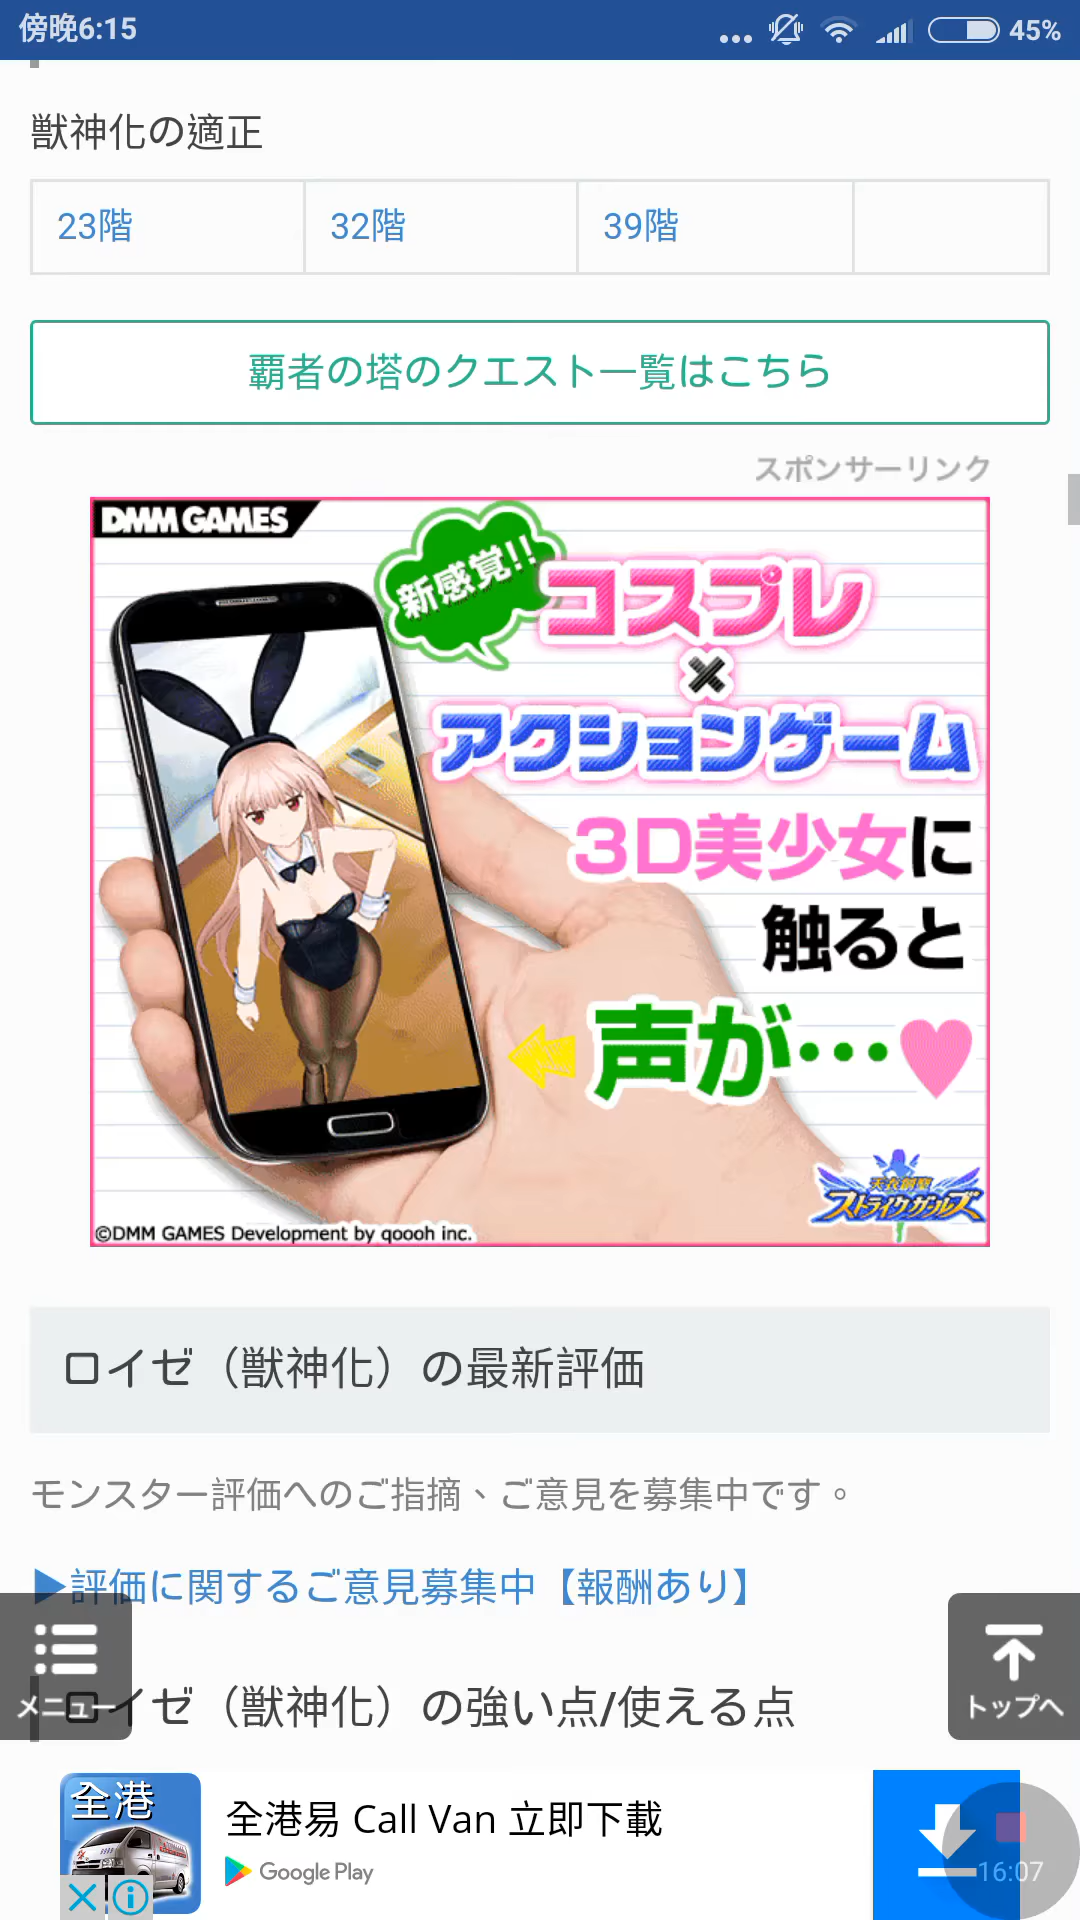 傍晚6:15
45%
獣神化の適正
23階
32階
39階
覇者の塔のクエスト一覧はこちら
スポンサーリンク
DMM GAMES
新感覚!!
コスプレ
×
アクションゲーム
3D美少女に
触ると
声が…♥
ストライクガールズ
©DMM GAMES Development by qoooh inc.
ロイゼ（獣神化）の最新評価
モンスター評価へのご指摘、ご意見を募集中です。
▶評価に関するご意見募集中【報酬あり】
メニュー
ロイゼ（獣神化）の強い点/使える点
トップへ
全港
全港易 Call Van 立即下載
Google Play
16:07